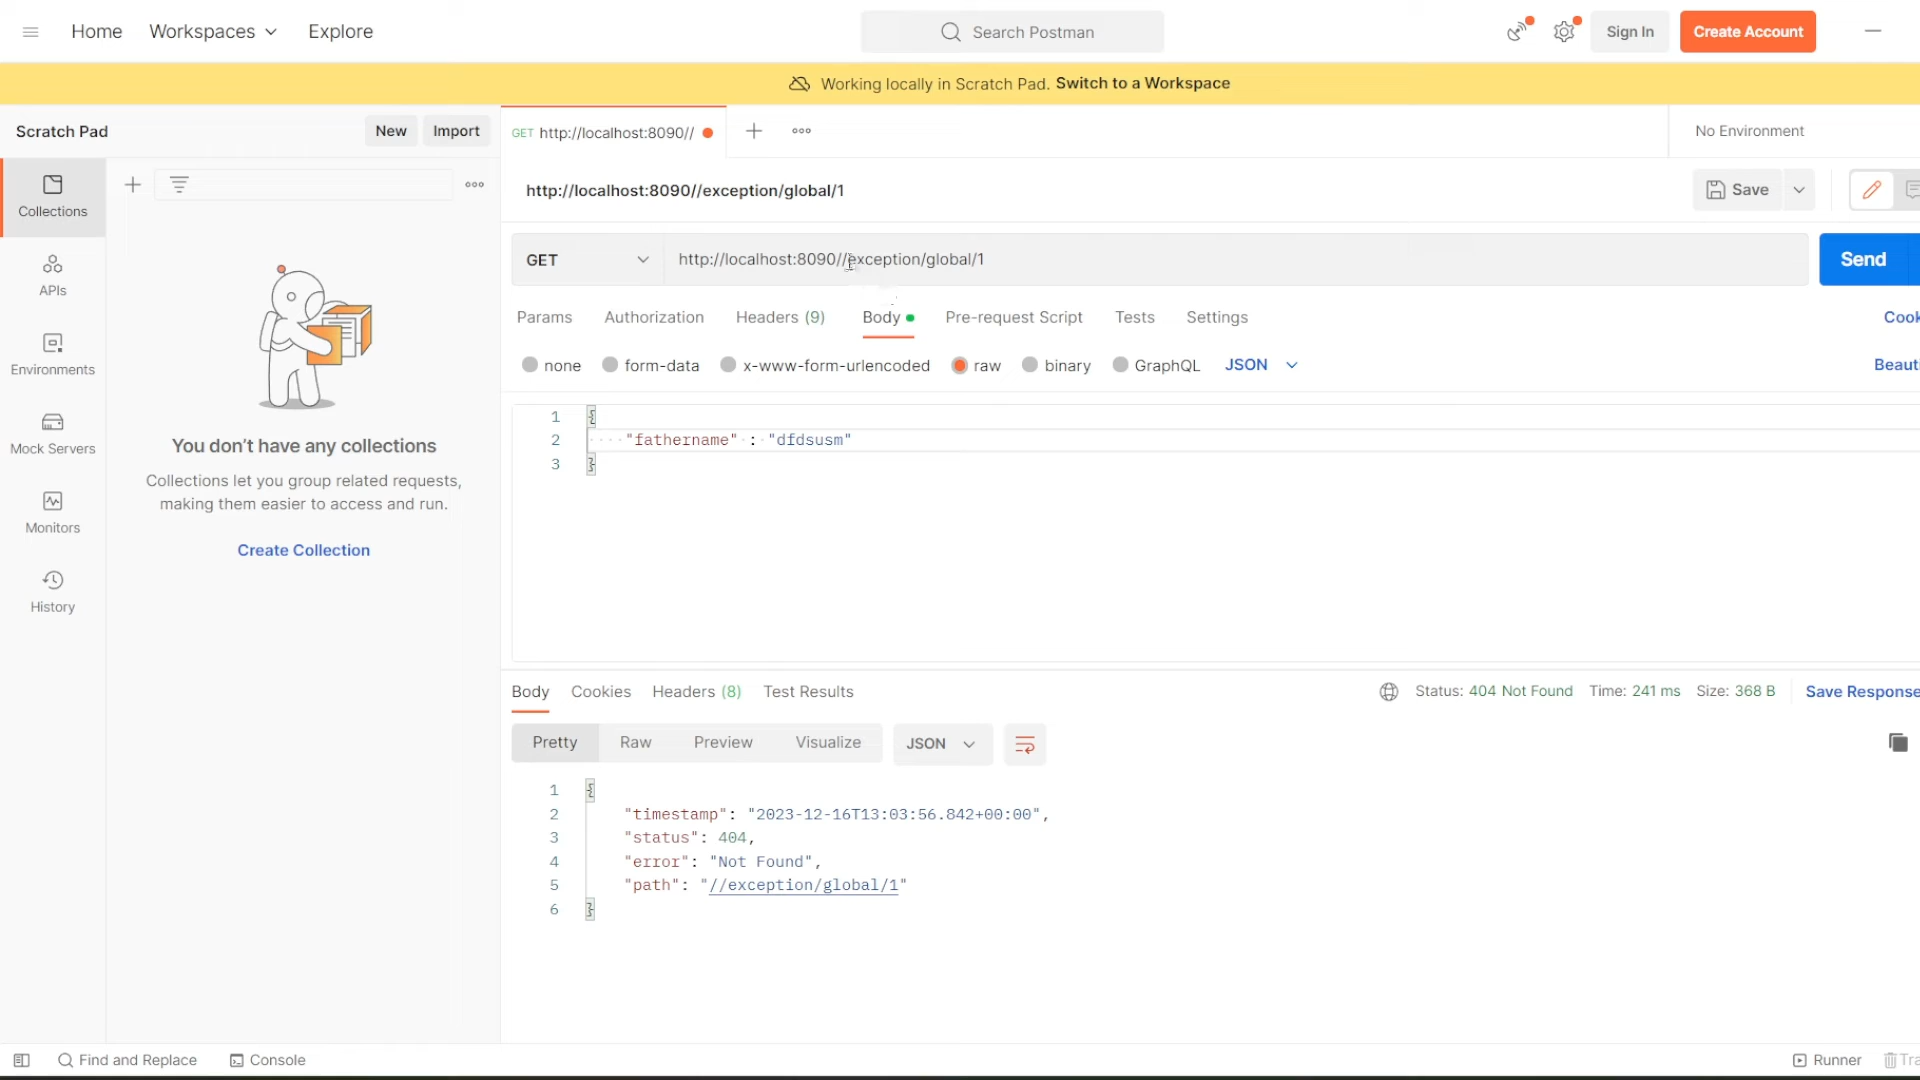 Home Workspaces Explore Search Postman Sign In Create Account
Working locally in Scratch Pad. Switch to a Workspace
Scratch Pad New Import GET http://localhost:8090// No Environment
Collections
http://localhost:8090//exception/global/1 Save
APIs
GET http://localhost:8090//exception/global/1 Send
Params Authorization Headers (9) Body Pre-request Script Tests Settings Cook
Environments
none form-data x-www-form-urlencoded raw binary GraphQL JSON Beauti
Mock Servers
1 {
2 "fathername" : "dfdsusm"
3 }
You don't have any collections
Collections let you group related requests,
making them easier to access and run.
Create Collection
Monitors
History
Body Cookies Headers (8) Test Results Status: 404 Not Found Time: 241 ms Size: 368 B Save Response
Pretty Raw Preview Visualize JSON
1 {
2 "timestamp": "2023-12-16T13:03:56.842+00:00",
3 "status": 404,
4 "error": "Not Found",
5 "path": "//exception/global/1"
6 }
Find and Replace Console Runner Tra